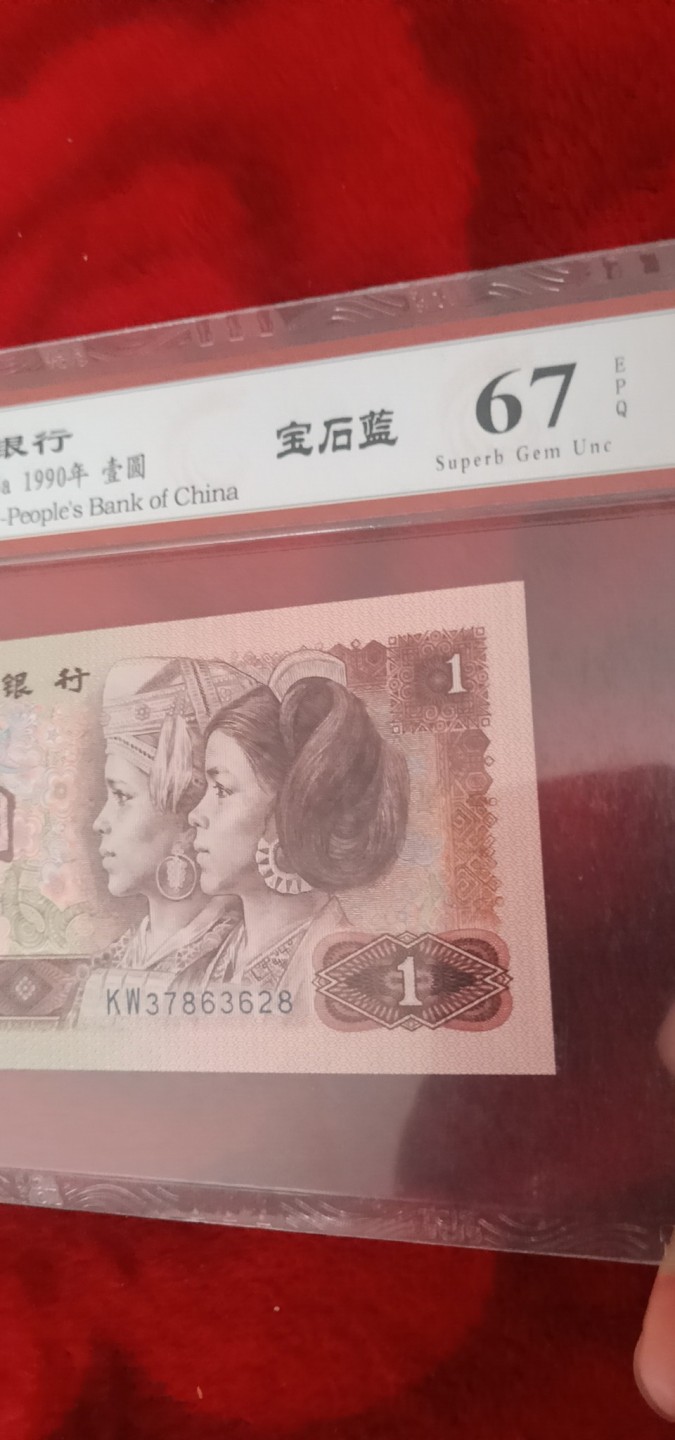 银行
宝石蓝
67
EPQ
a 1990年 壹圆
Superb Gem Unc
-People's Bank of China
银行
1
KW37863628
1